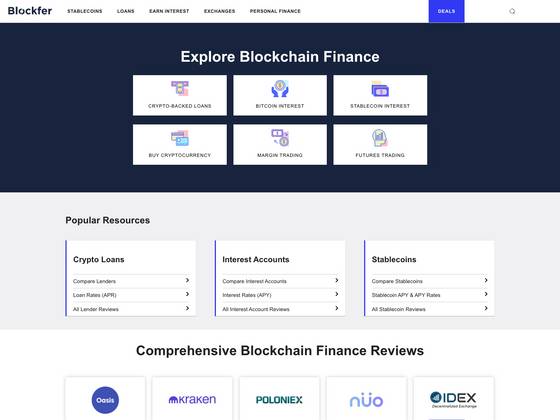 Blockfer
STABLECOINS LOANS EARN INTEREST EXCHANGES PERSONAL FINANCE DEALS
Explore Blockchain Finance
CRYPTO-BACKED LOANS BITCOIN INTEREST STABLECOIN INTEREST
BUY CRYPTOCURRENCY MARGIN TRADING FUTURES TRADING
Popular Resources
Crypto Loans
Compare Lenders
Loan Rates (APR)
All Lender Reviews
Interest Accounts
Compare Interest Accounts
Interest Rates (APY)
All Interest Account Reviews
Stablecoins
Compare Stablecoins
Stablecoin APY & APY Rates
All Stablecoin Reviews
Comprehensive Blockchain Finance Reviews
Oasis
kraken
POLONIEX
nüo
IDEX
Decentralized Exchange